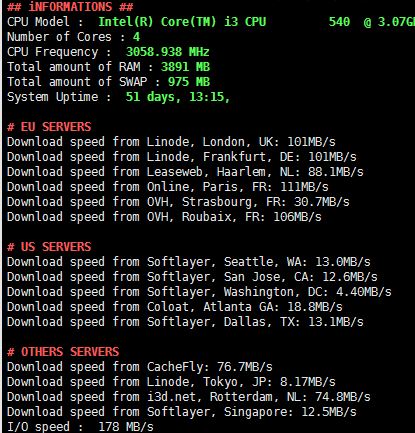 ## iNFORMATIONS ##
CPU Model :  Intel(R) Core(TM) i3 CPU         540  @ 3.07G
Number of Cores : 4
CPU Frequency :  3058.938 MHz
Total amount of RAM : 3891 MB
Total amount of SWAP : 975 MB
System Uptime :  51 days, 13:15,
# EU SERVERS
Download speed from Linode, London, UK: 101MB/s
Download speed from Linode, Frankfurt, DE: 101MB/s
Download speed from Leaseweb, Haarlem, NL: 88.1MB/s
Download speed from Online, Paris, FR: 111MB/s
Download speed from OVH, Strasbourg, FR: 30.7MB/s
Download speed from OVH, Roubaix, FR: 106MB/s
# US SERVERS
Download speed from Softlayer, Seattle, WA: 13.0MB/s
Download speed from Softlayer, San Jose, CA: 12.6MB/s
Download speed from Softlayer, Washington, DC: 4.40MB/s
Download speed from Coloat, Atlanta GA: 18.8MB/s
Download speed from Softlayer, Dallas, TX: 13.1MB/s
# OTHERS SERVERS
Download speed from CacheFly: 76.7MB/s
Download speed from Linode, Tokyo, JP: 8.17MB/s
Download speed from i3d.net, Rotterdam, NL: 74.8MB/s
Download speed from Softlayer, Singapore: 12.5MB/s
I/O speed :  178 MB/s